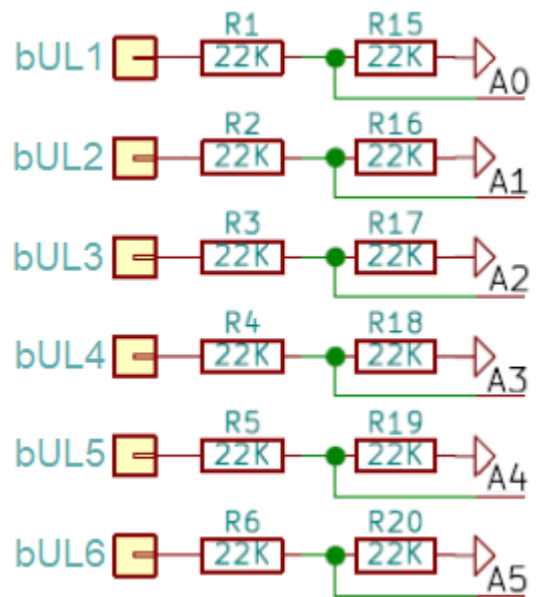 R1 R15
bUL1 22K 22K
A0
R2 R16
bUL2 22K 22K
A1
R3 R17
bUL3 22K 22K
A2
R4 R18
bUL4 22K 22K
A3
R5 R19
bUL5 22K 22K
A4
R6 R20
bUL6 22K 22K
A5